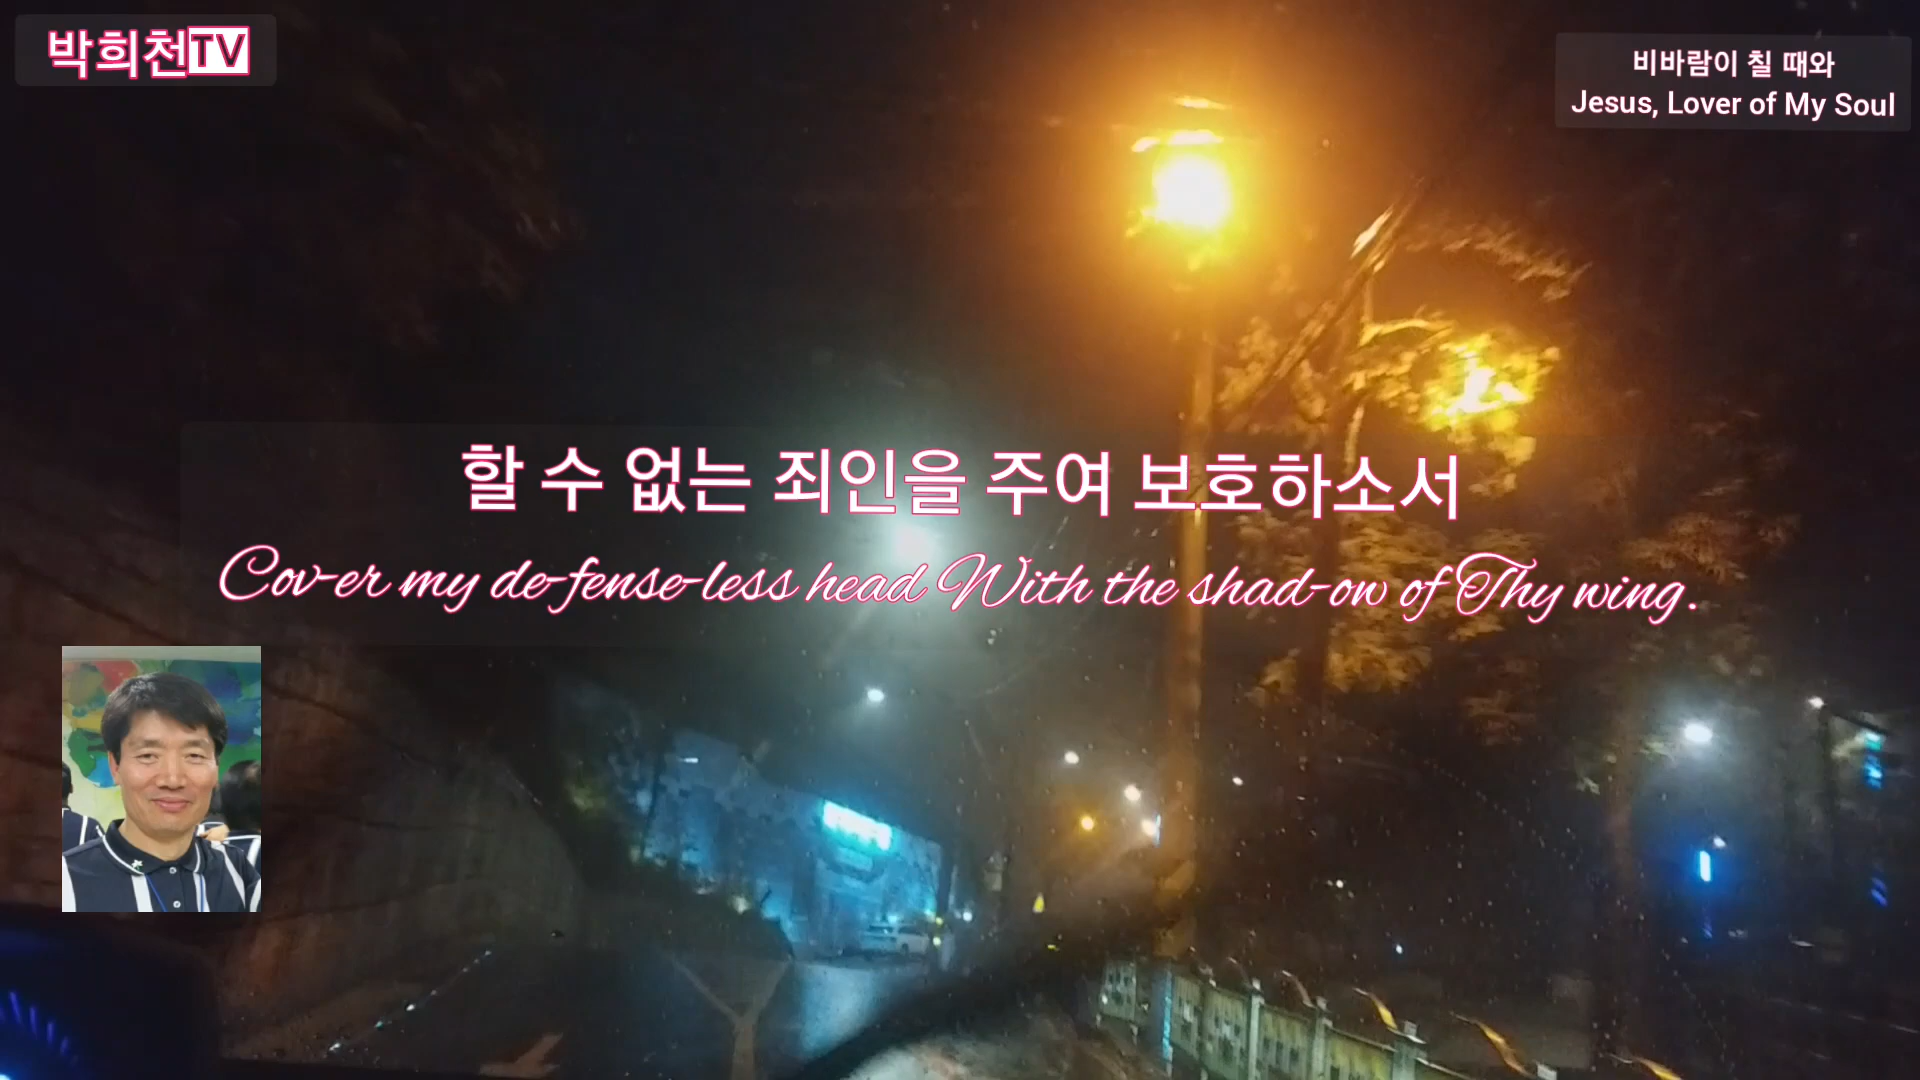 박희천TV
비바람이 칠 때와
Jesus, Lover of My Soul
할 수 없는 죄인을 주여 보호하소서
Cov-er my de-fense-less head With the shad-ow of Thy wing.